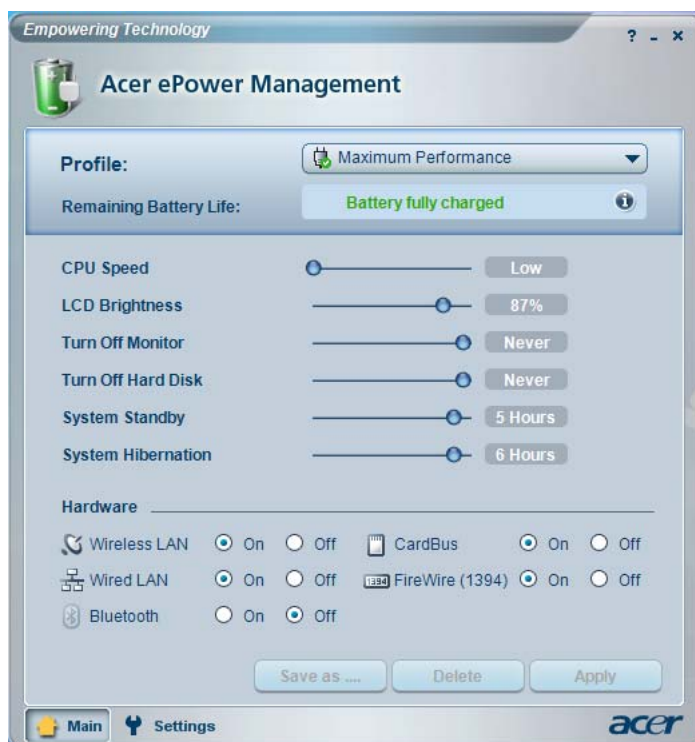 Empowering Technology
? - x
Acer ePower Management
Profile: Maximum Performance
Remaining Battery Life: Battery fully charged
CPU Speed Low
LCD Brightness 87%
Turn Off Monitor Never
Turn Off Hard Disk Never
System Standby 5 Hours
System Hibernation 6 Hours
Hardware
Wireless LAN On Off CardBus On Off
Wired LAN On Off 1394 FireWire (1394) On Off
Bluetooth On Off
Save as .... Delete Apply
Main Settings acer